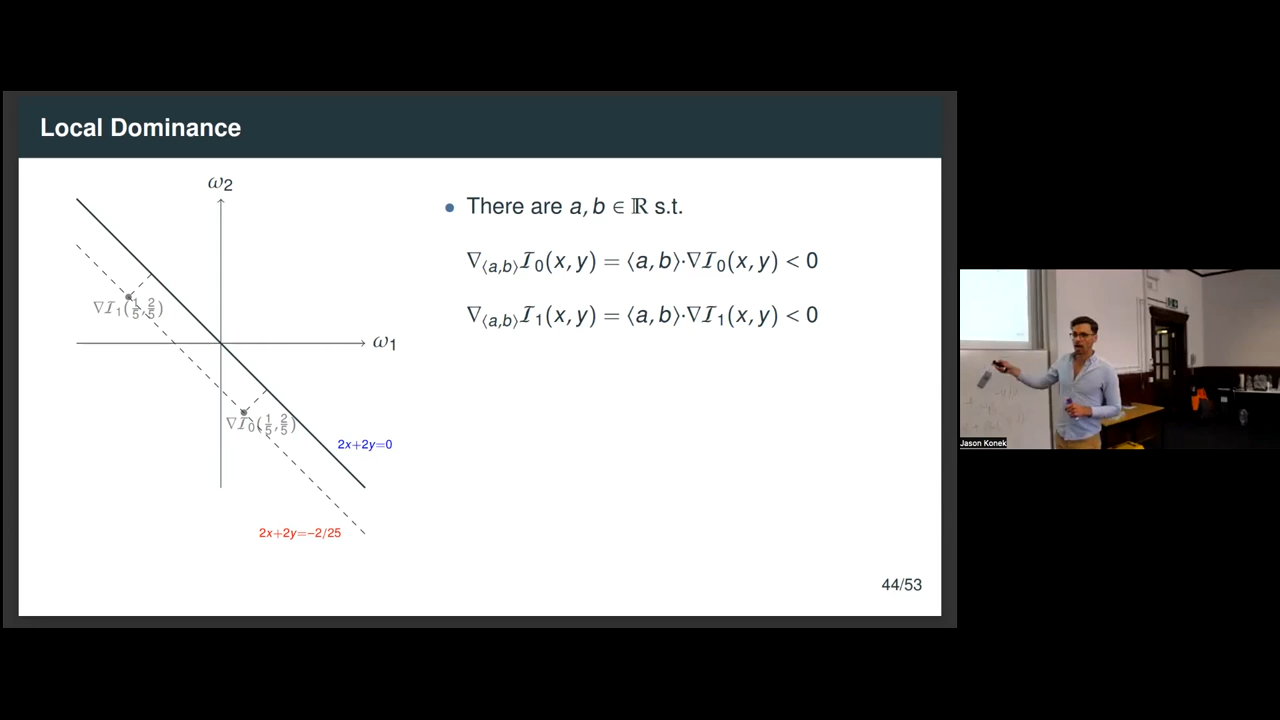 Local Dominance
ω₂
• There are a, b ∈ ℝ s.t.
∇⟨a,b⟩ℐ₀(x, y) = ⟨a, b⟩·∇ℐ₀(x, y) < 0
∇ℐ₁(1/5, 2/5)
∇⟨a,b⟩ℐ₁(x, y) = ⟨a, b⟩·∇ℐ₁(x, y) < 0
ω₁
∇ℐ₀(1/5, 2/5)
2x+2y=0
2x+2y=−2/25
44/53
Jason Konek